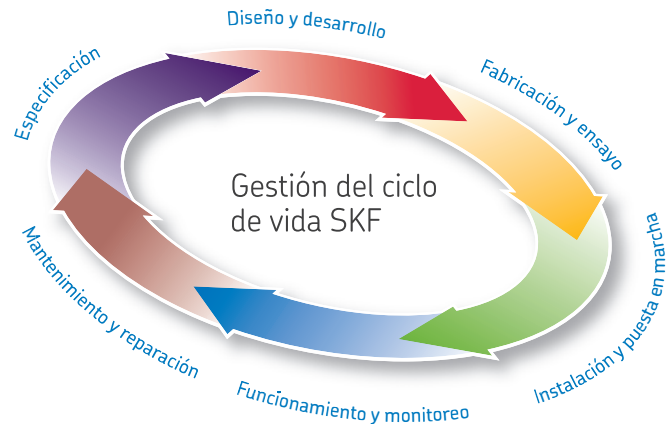 Diseño y desarrollo
Especificación
Fabricación y ensayo
Gestión del ciclo
de vida SKF
Instalación y puesta en marcha
Mantenimiento y reparación
Funcionamiento y monitoreo